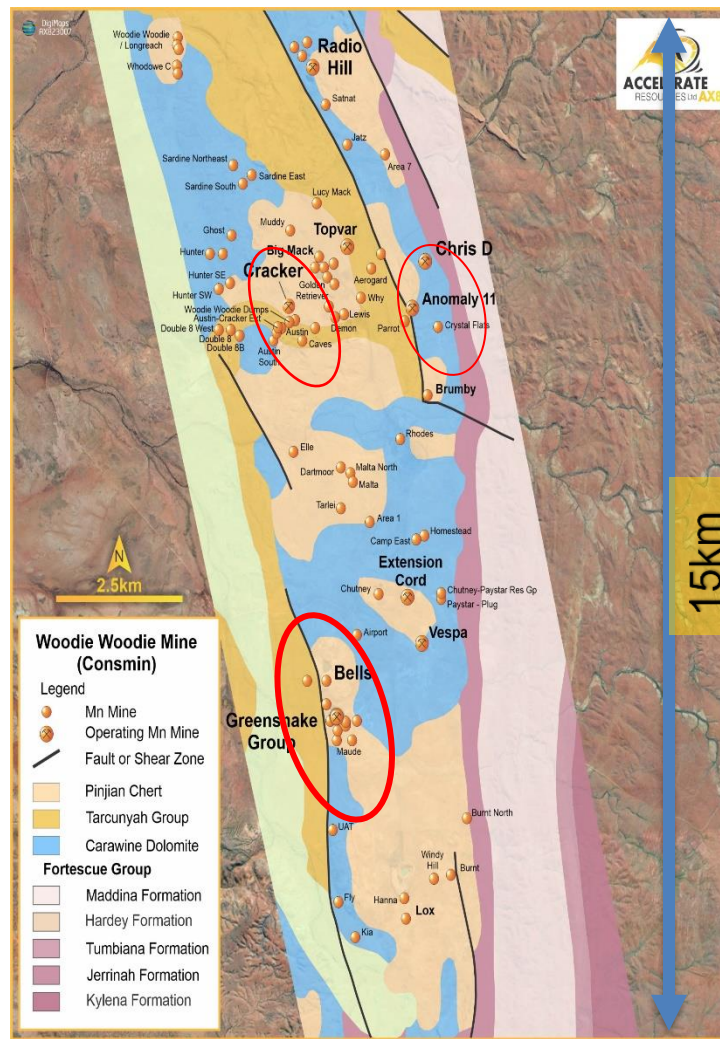 DigiMaps
AX823007
ACCELERATE
RESOURCES Ltd AX8
Woodie Woodie
/ Longreach
Whodowe C
Radio
Hill
Satnat
Jatz
Area 7
Sardine Northeast
Sardine East
Sardine South
Lucy Mack
Muddy
Topvar
Ghost
Hunter
Big Mack
Chris D
Cracker
Aerogard
Golden
Retriever
Why
Hunter SE
Hunter SW
Anomaly 11
Woodie Woodie Dumps
Austin-Cracker Ext
Lewis
Double 8 West
Austin
Demon
Parrot
Crystal Flats
Double 8
Double 8B
Austin
South
Caves
Brumby
Rhodes
Elle
Dartmoor
Malta North
Malta
Tarlei
Area 1
Homestead
Camp East
N
2.5km
15km
Extension
Cord
Chutney
Chutney-Paystar Res Gp
Paystar - Plug
Airport
Vespa
Bells
Greensnake
Group
Maude
UAT
Burnt North
Windy
Hill
Burnt
Fly
Hanna
Lox
Kia
Woodie Woodie Mine
(Consmin)
Legend
Mn Mine
Operating Mn Mine
Fault or Shear Zone
Pinjian Chert
Tarcunyah Group
Carawine Dolomite
Fortescue Group
Maddina Formation
Hardey Formation
Tumbiana Formation
Jerrinah Formation
Kylena Formation